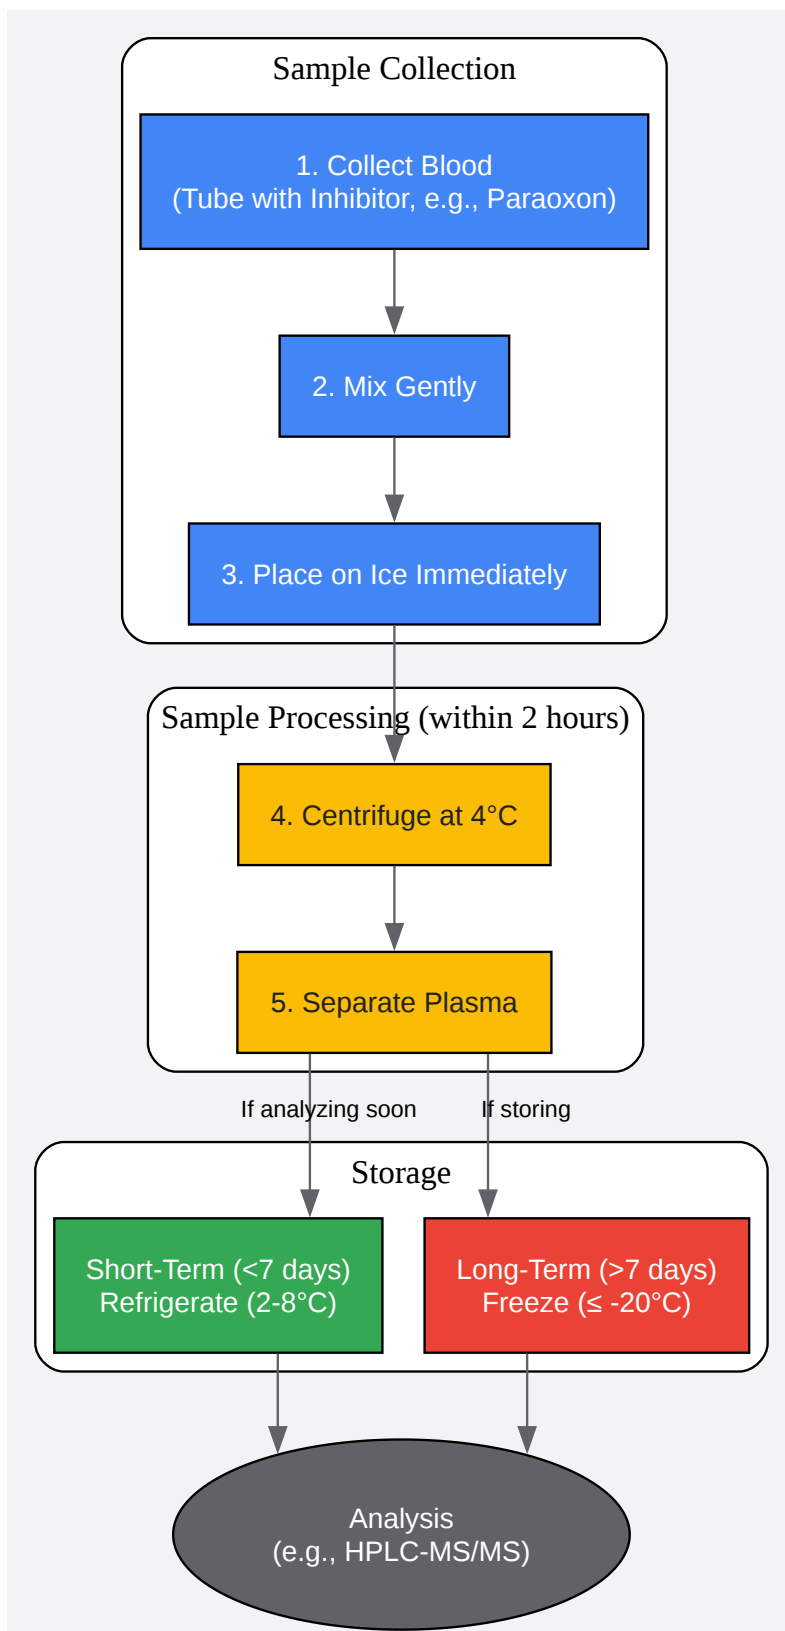 Sample Collection
1. Collect Blood
(Tube with Inhibitor, e.g., Paraoxon)
2. Mix Gently
3. Place on Ice Immediately
Sample Processing (within 2 hours)
4. Centrifuge at 4°C
5. Separate Plasma
If analyzing soon
If storing
Storage
Short-Term (<7 days)
Refrigerate (2-8°C)
Long-Term (>7 days)
Freeze (≤ -20°C)
Analysis
(e.g., HPLC-MS/MS)